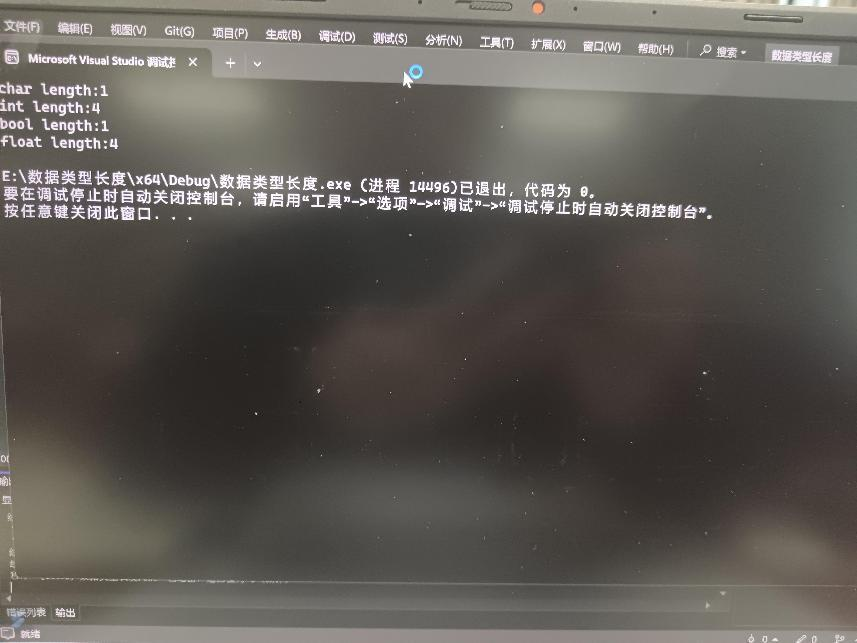 文件(F) 编辑(E) 视图(V) Git(G) 项目(P) 生成(B) 调试(D) 测试(S) 分析(N) 工具(T) 扩展(X) 窗口(W) 帮助(H) 搜索 数据类型长度
Microsoft Visual Studio 调试
char length:1
int length:4
bool length:1
float length:4
E:\数据类型长度\x64\Debug\数据类型长度.exe (进程 14496)已退出，代码为 0。
要在调试停止时自动关闭控制台，请启用“工具”->“选项”->“调试”->“调试停止时自动关闭控制台”。
按任意键关闭此窗口. . .
错误列表 输出
就绪 0 0